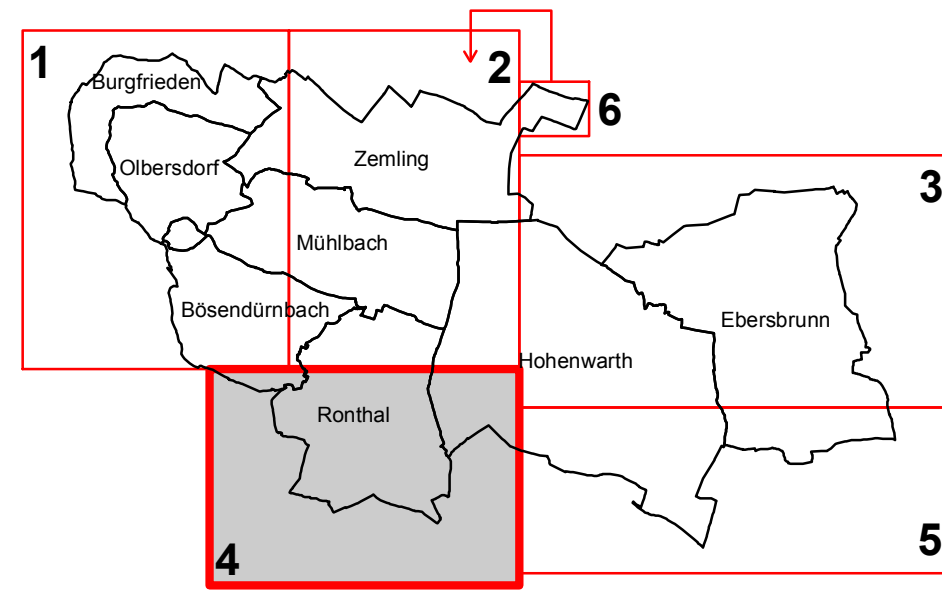 1
2
Burgfrieden
6
Zemling
Olbersdorf
3
Mühlbach
Bösendürnbach
Ebersbrunn
Hohenwarth
Ronthal
5
4